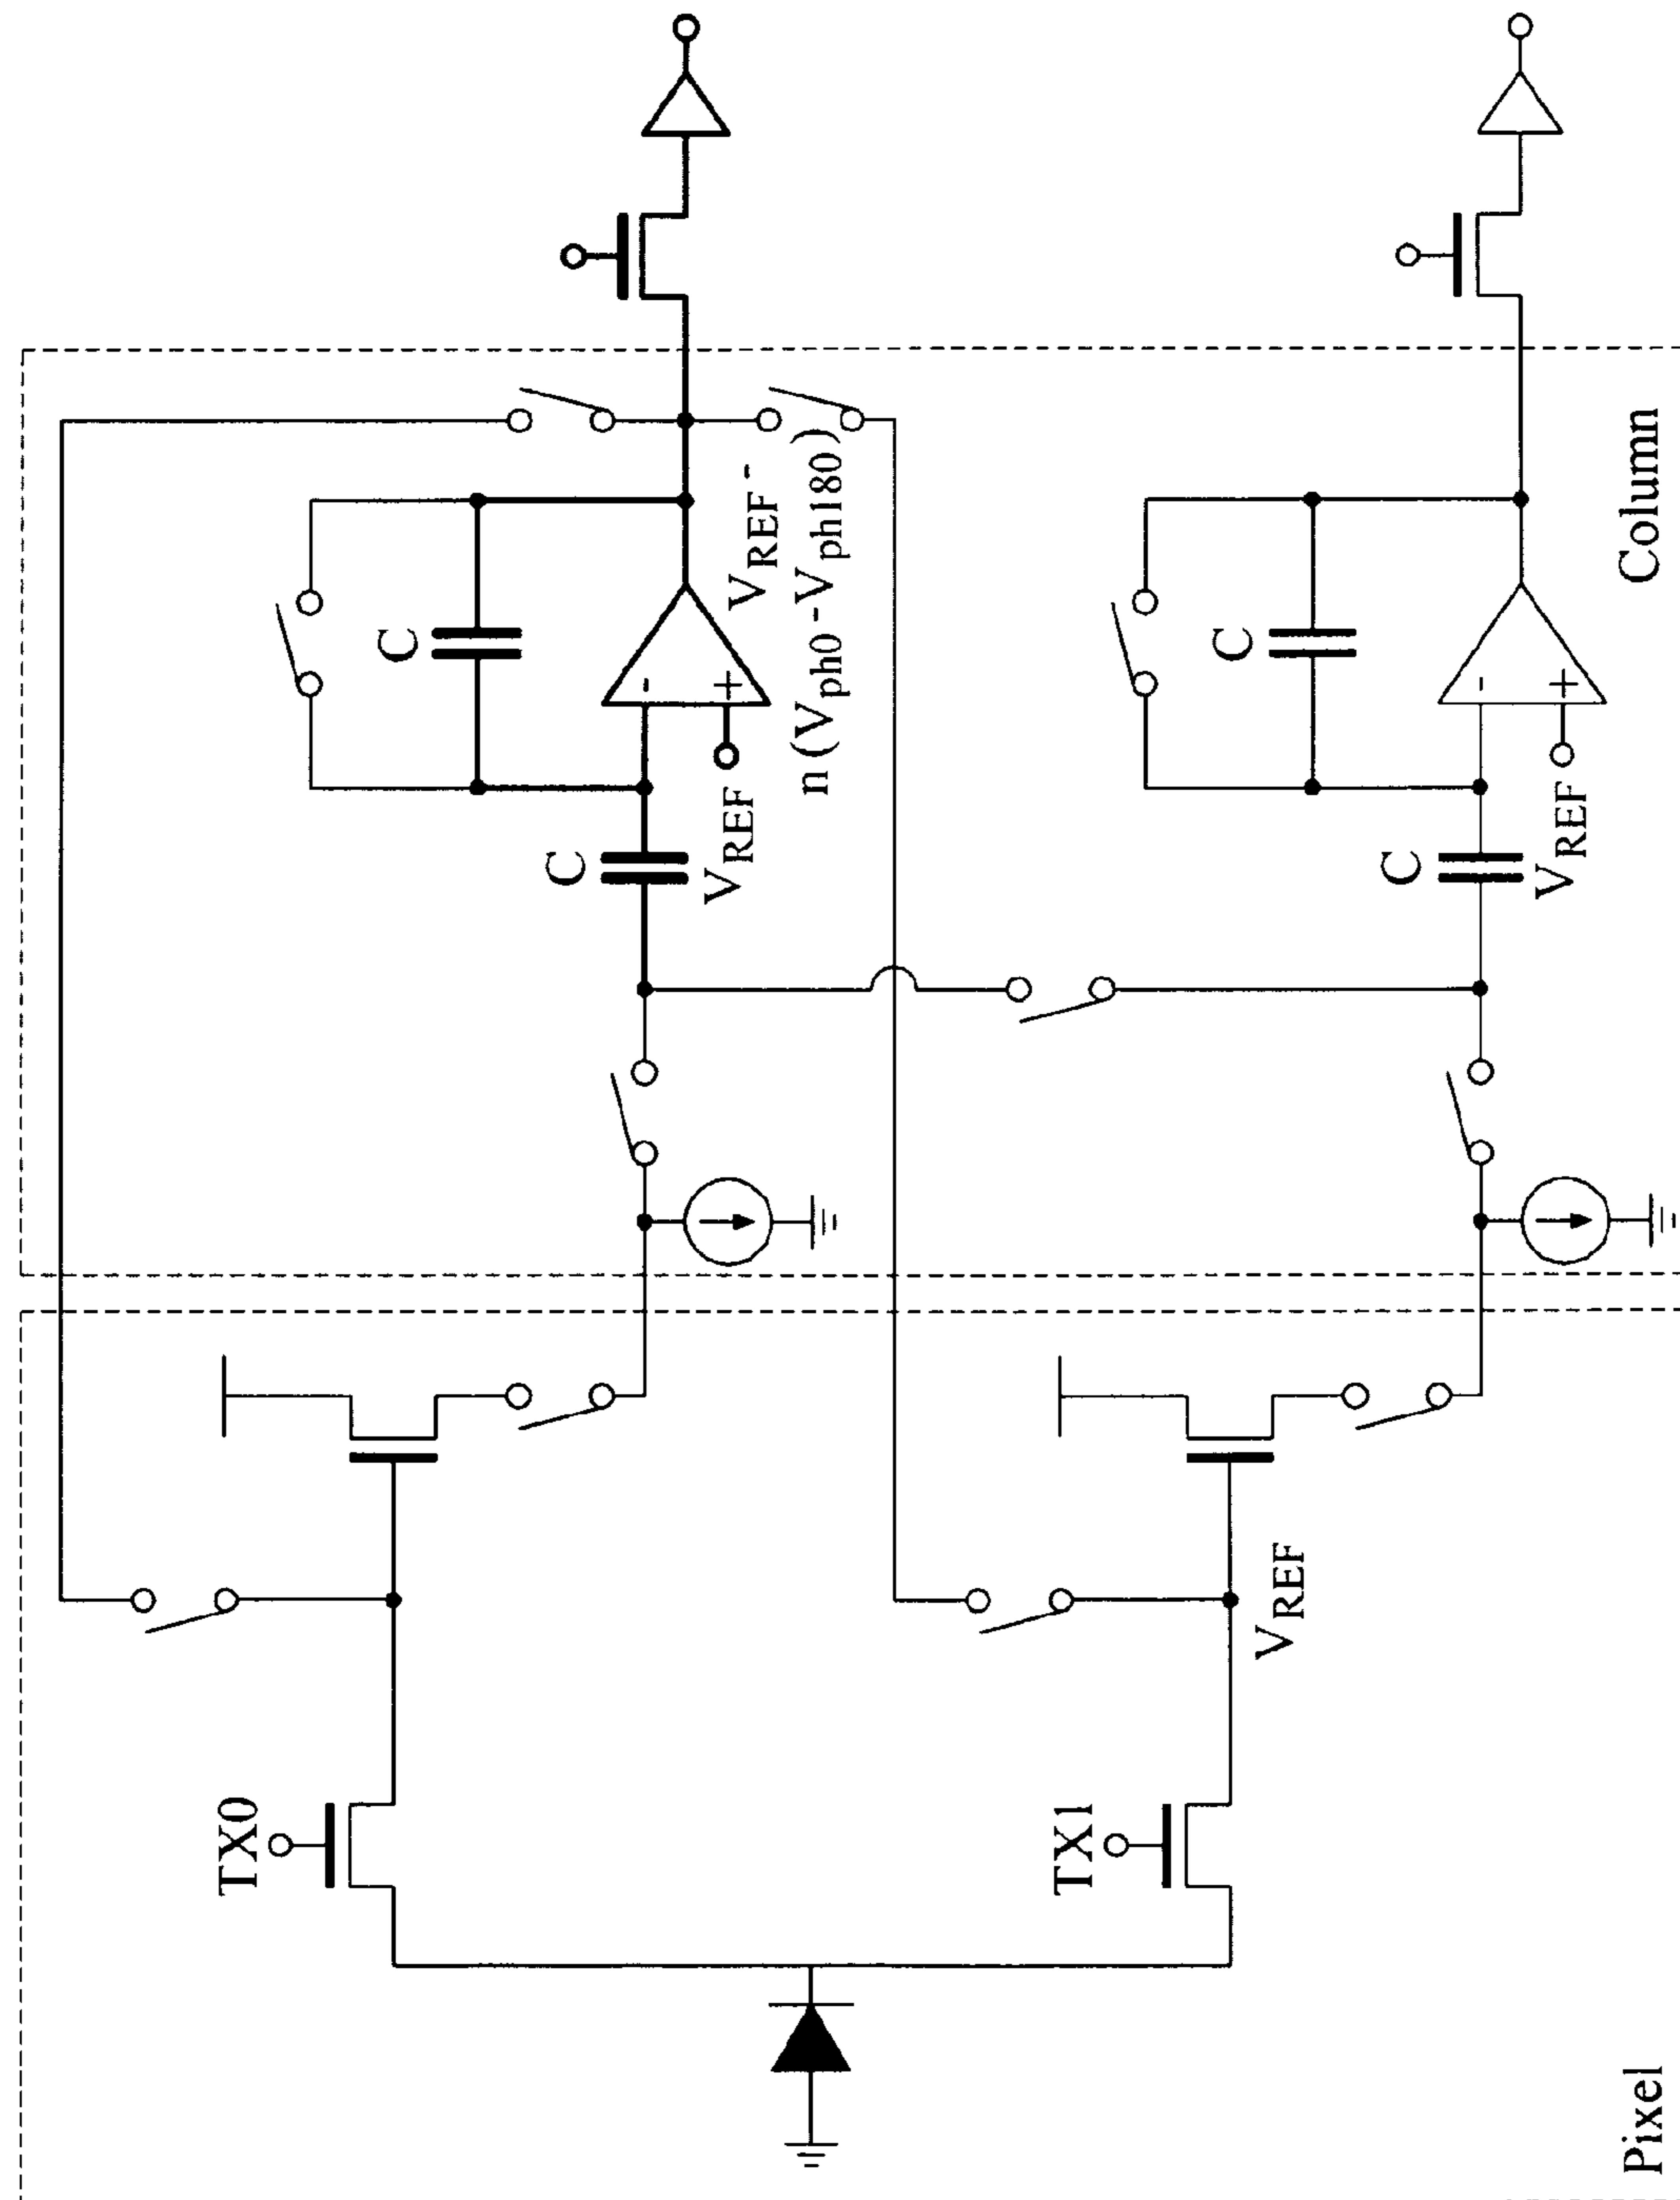 TX0
C
C
VREF
VREF-
n(Vph0-Vph180)
TX1
VREF
C
C
VREF
Pixel
Column